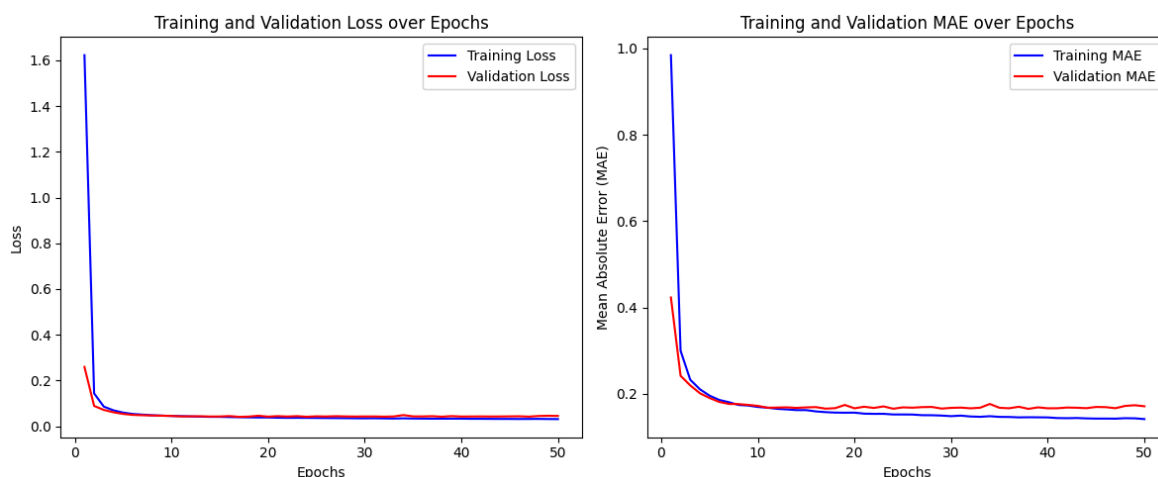 Training and Validation Loss over Epochs
Training Loss
Validation Loss
1.6
1.4
1.2
1.0
0.8
0.6
0.4
0.2
0.0
Loss
0
10
20
30
40
50
Epochs
Training and Validation MAE over Epochs
Training MAE
Validation MAE
1.0
0.8
0.6
0.4
0.2
Mean Absolute Error (MAE)
0
10
20
30
40
50
Epochs